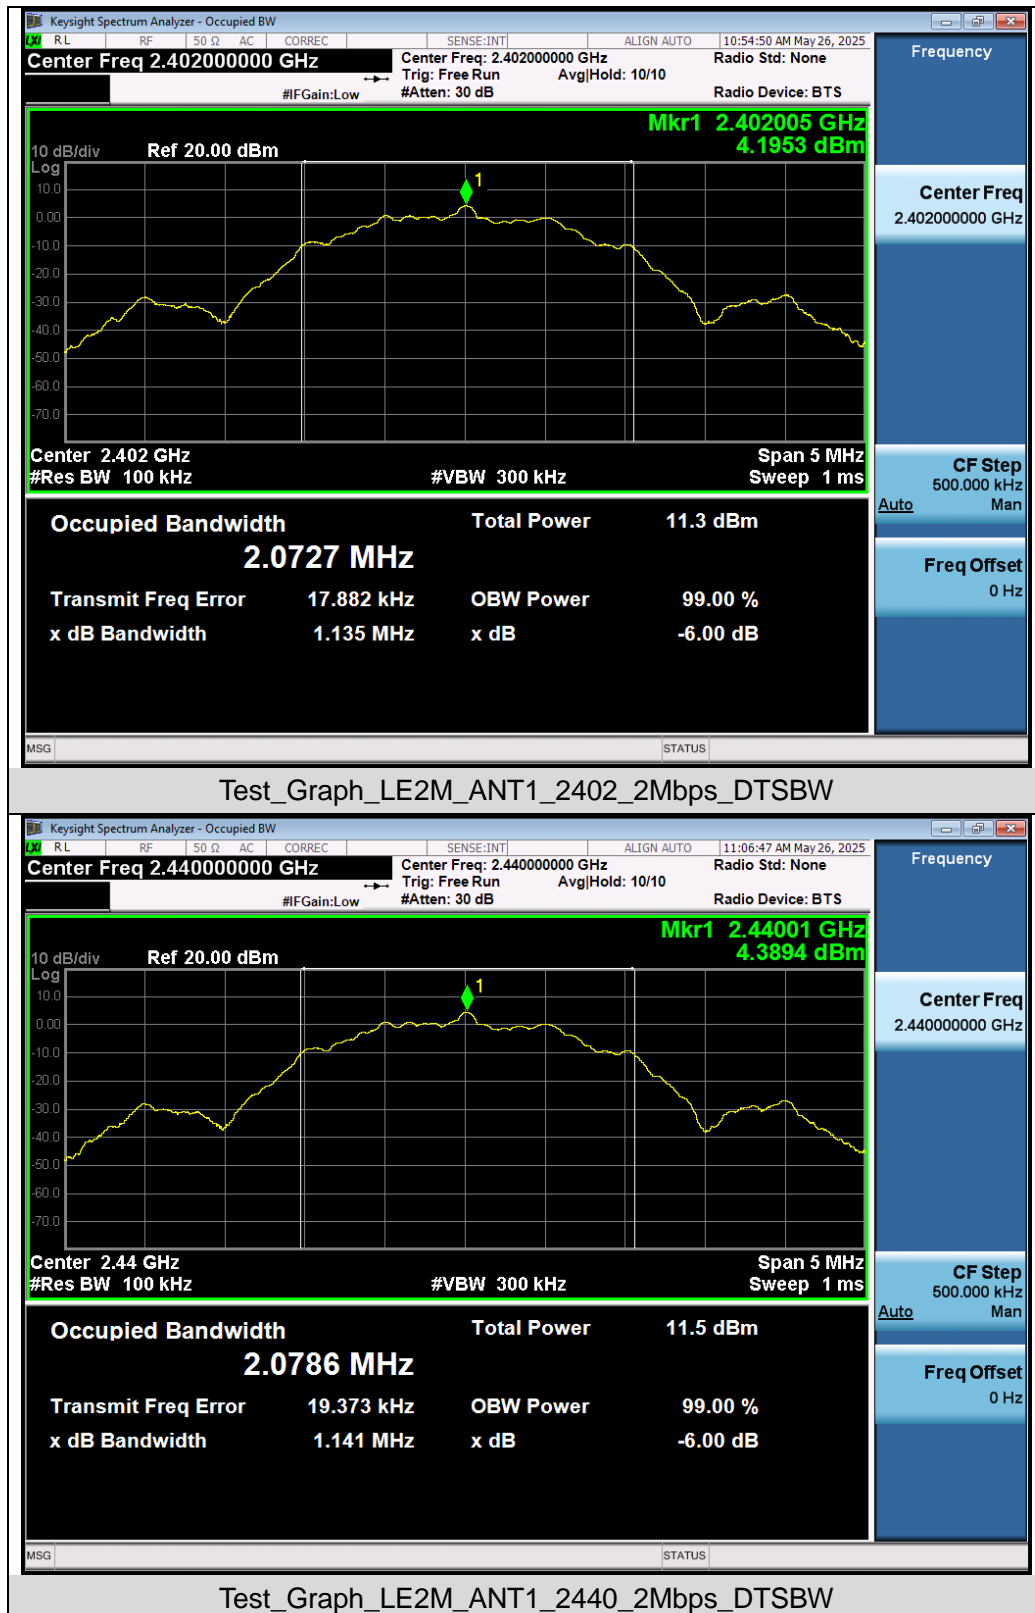 Keysight Spectrum Analyzer - Occupied BW
LXI RL RF 50 Ω AC CORREC SENSE:INT ALIGN AUTO 10:54:50 AM May 26, 2025
Center Freq 2.402000000 GHz
Center Freq: 2.402000000 GHz Radio Std: None
Trig: Free Run Avg|Hold: 10/10
#IFGain:Low #Atten: 30 dB Radio Device: BTS
Mkr1 2.402005 GHz
4.1953 dBm
10 dB/div Ref 20.00 dBm
Log
10.0
0.00
-10.0
-20.0
-30.0
-40.0
-50.0
-60.0
-70.0
1
Center 2.402 GHz Span 5 MHz
#Res BW 100 kHz #VBW 300 kHz Sweep 1 ms
Occupied Bandwidth Total Power 11.3 dBm
2.0727 MHz
Transmit Freq Error 17.882 kHz OBW Power 99.00 %
x dB Bandwidth 1.135 MHz x dB -6.00 dB
MSG STATUS
Frequency
Center Freq
2.402000000 GHz
CF Step
500.000 kHz
Auto Man
Freq Offset
0 Hz
Test_Graph_LE2M_ANT1_2402_2Mbps_DTSBW
Keysight Spectrum Analyzer - Occupied BW
LXI RL RF 50 Ω AC CORREC SENSE:INT ALIGN AUTO 11:06:47 AM May 26, 2025
Center Freq 2.440000000 GHz
Center Freq: 2.440000000 GHz Radio Std: None
Trig: Free Run Avg|Hold: 10/10
#IFGain:Low #Atten: 30 dB Radio Device: BTS
Mkr1 2.44001 GHz
4.3894 dBm
10 dB/div Ref 20.00 dBm
Log
10.0
0.00
-10.0
-20.0
-30.0
-40.0
-50.0
-60.0
-70.0
1
Center 2.44 GHz Span 5 MHz
#Res BW 100 kHz #VBW 300 kHz Sweep 1 ms
Occupied Bandwidth Total Power 11.5 dBm
2.0786 MHz
Transmit Freq Error 19.373 kHz OBW Power 99.00 %
x dB Bandwidth 1.141 MHz x dB -6.00 dB
MSG STATUS
Frequency
Center Freq
2.440000000 GHz
CF Step
500.000 kHz
Auto Man
Freq Offset
0 Hz
Test_Graph_LE2M_ANT1_2440_2Mbps_DTSBW